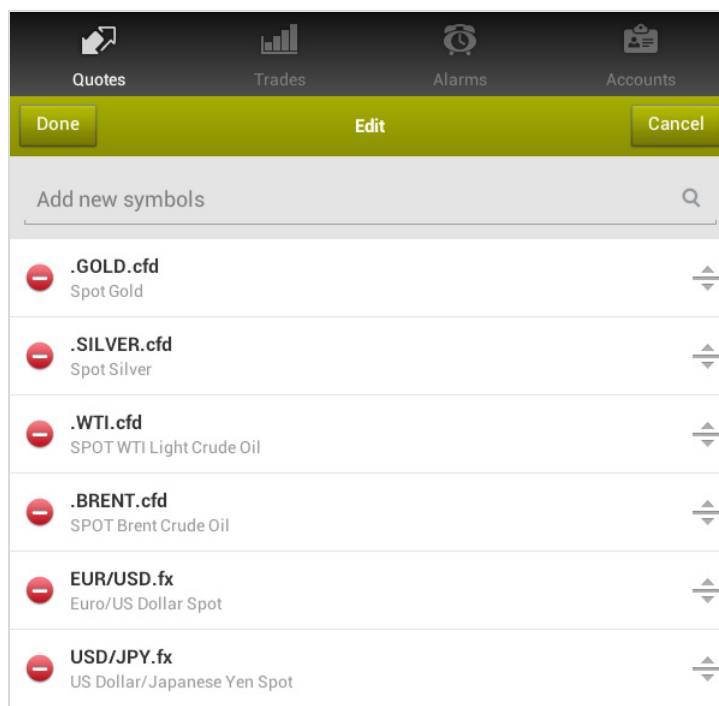 Quotes Trades Alarms Accounts
Done Edit Cancel
Add new symbols
.GOLD.cfd
Spot Gold
.SILVER.cfd
Spot Silver
.WTI.cfd
SPOT WTI Light Crude Oil
.BRENT.cfd
SPOT Brent Crude Oil
EUR/USD.fx
Euro/US Dollar Spot
USD/JPY.fx
US Dollar/Japanese Yen Spot